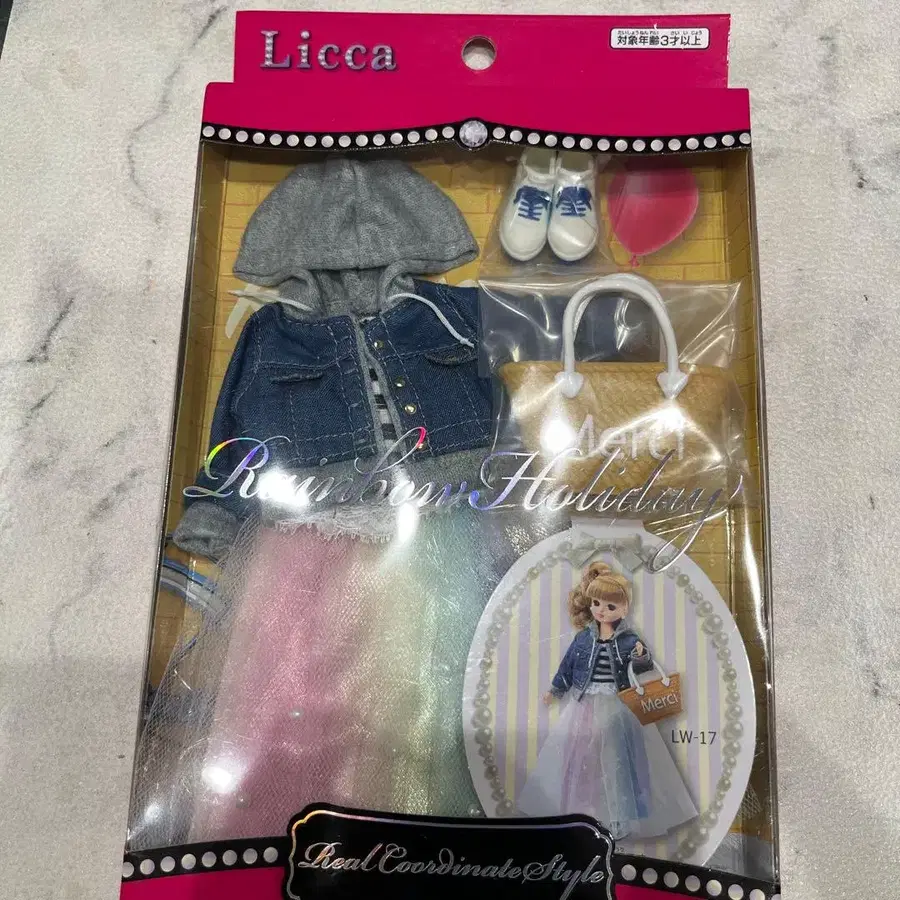 Licca
たいしょうねんれい さい いじょう
対象年齢3才以上
Merci
Rainbow Holiday
Merci
LW-17
Real Coordinate Style